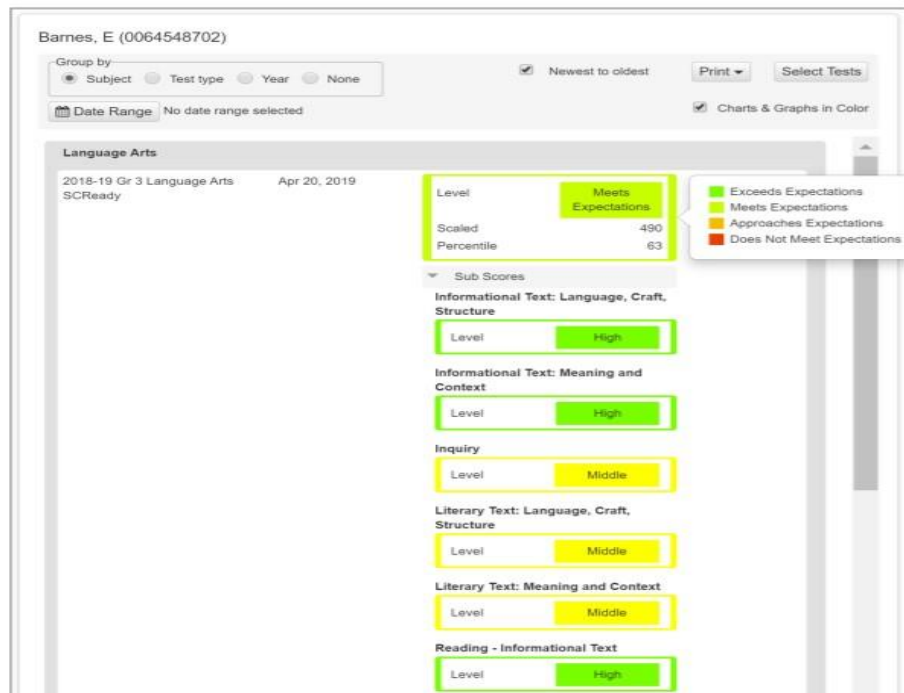 Barnes, E (0064548702)
Group by
Subject Test type Year None
Newest to oldest
Print
Select Tests
Date Range No date range selected
Charts & Graphs in Color
Language Arts
2018-19 Gr 3 Language Arts
SCReady
Apr 20, 2019
Level
Meets
Expectations
Scaled 490
Percentile 63
Exceeds Expectations
Meets Expectations
Approaches Expectations
Does Not Meet Expectations
Sub Scores
Informational Text: Language, Craft,
Structure
Level High
Informational Text: Meaning and
Context
Level High
Inquiry
Level Middle
Literary Text: Language, Craft,
Structure
Level Middle
Literary Text: Meaning and Context
Level Middle
Reading - Informational Text
Level High